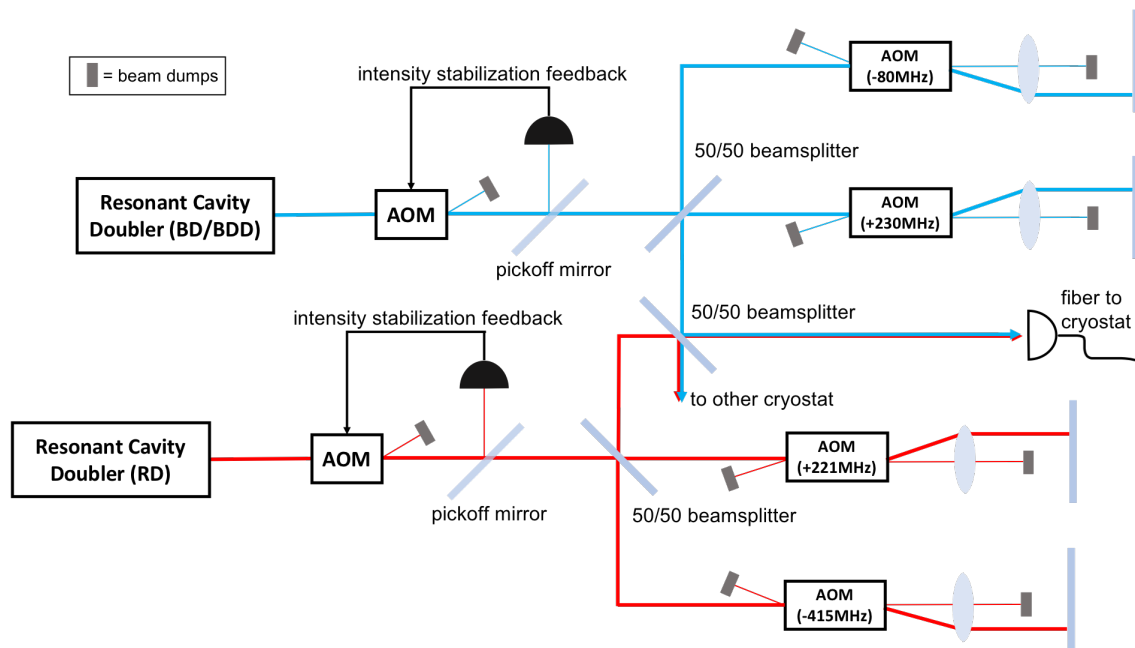 = beam dumps
intensity stabilization feedback
AOM
(-80MHz)
50/50 beamsplitter
Resonant Cavity
Doubler (BD/BDD)
AOM
AOM
(+230MHz)
pickoff mirror
intensity stabilization feedback
50/50 beamsplitter
fiber to
cryostat
to other cryostat
Resonant Cavity
Doubler (RD)
AOM
AOM
(+221MHz)
pickoff mirror
50/50 beamsplitter
AOM
(-415MHz)